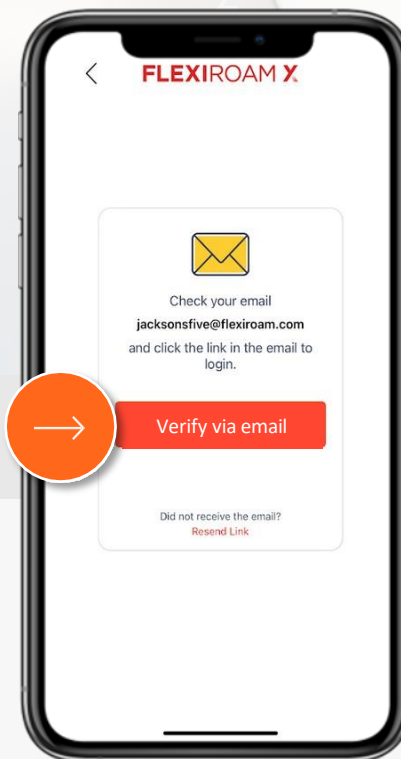 FLEXIROAM X
Check your email
jacksonsfive@flexiroam.com
and click the link in the email to
login.
Verify via email
Did not receive the email?
Resend Link